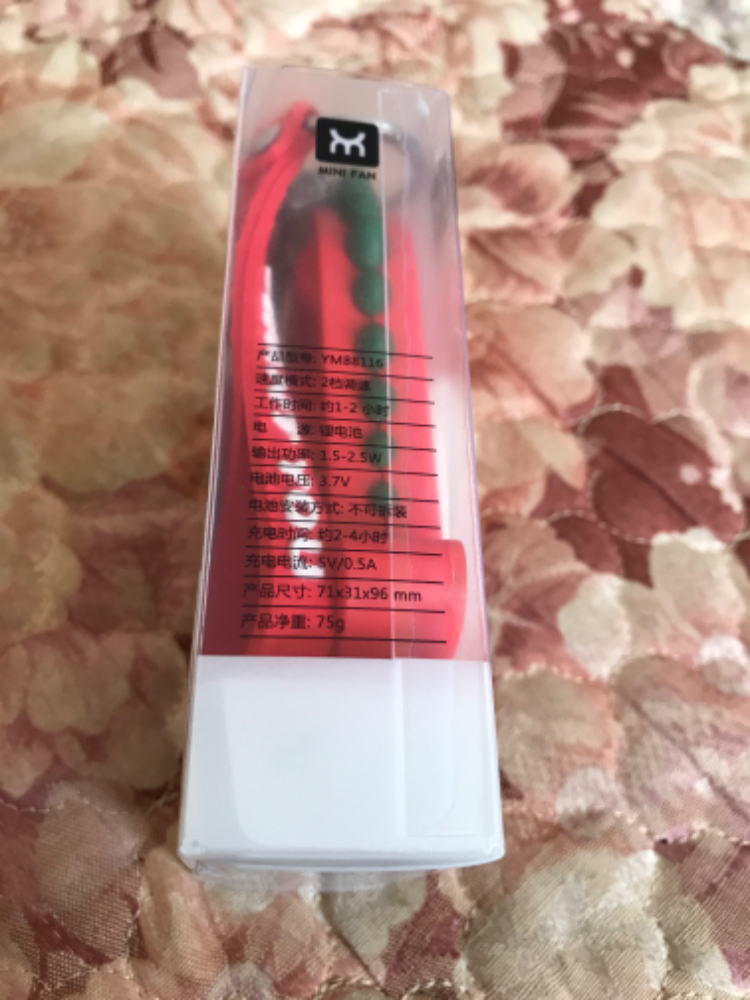 MINI FAN
产品型号: YM88116
速度模式: 2档调速
工作时间: 约1-2小时
电 源: 锂电池
输出功率: 1.5-2.5W
电池电压: 3.7V
电池安装方式: 不可拆装
充电时间: 约2-4小时
充电电流: 5V/0.5A
产品尺寸: 71x31x96 mm
产品净重: 75g